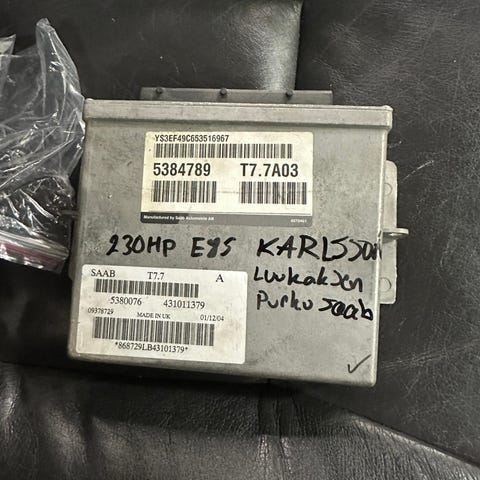 YS3EF49C653516967
5384789 T7.7A03
Manufactured by Saab Automobile AB
230HP E85 KARLSSON
Luukaksen
Purku saab
SAAB T7.7 A
5380076 431011379
09378729 MADE IN UK 01/12/04
*868729LB43101379*